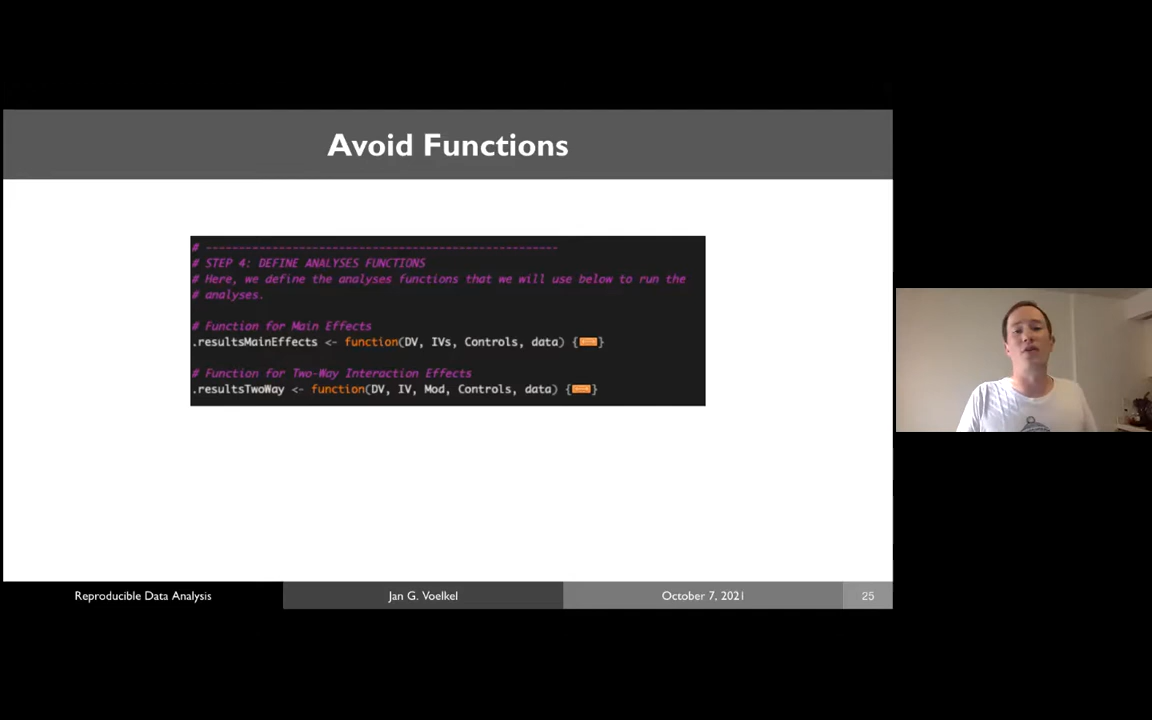 Avoid Functions
# ----------------------------------------------------
# STEP 4: DEFINE ANALYSES FUNCTIONS
# Here, we define the analyses functions that we will use below to run the
# analyses.
# Function for Main Effects
.resultsMainEffects <- function(DV, IVs, Controls, data) {
}
# Function for Two-Way Interaction Effects
.resultsTwoWay <- function(DV, IV, Mod, Controls, data) {
}
Reproducible Data Analysis
Jan G. Voelkel
October 7, 2021
25